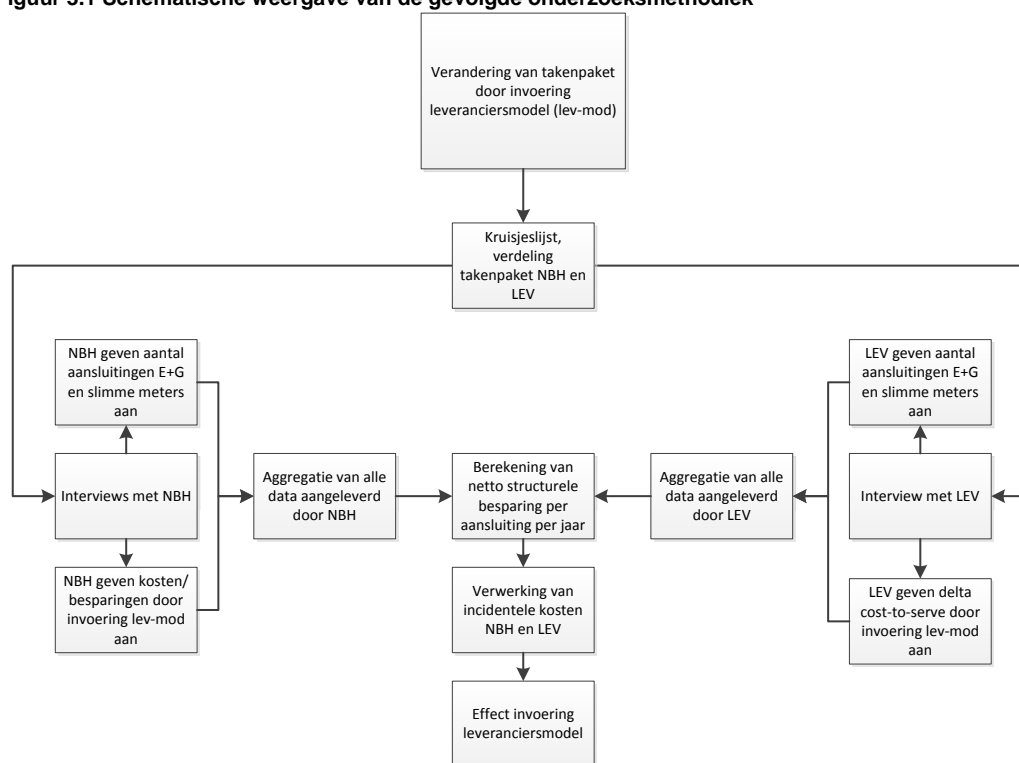 iguur 3.1 Schematische weergave van de gevolgde onderzoeksmethodiek
Verandering van takenpaket
door invoering
leveranciersmodel (lev-mod)
Kruisjeslijst,
verdeling
takenpaket NBH en
LEV
NBH geven aantal
aansluitingen E+G
en slimme meters
aan
LEV geven aantal
aansluitingen E+G
en slimme meters
aan
Interviews met NBH
Aggregatie van alle
data aangeleverd
door NBH
Berekening van
netto structurele
besparing per
aansluiting per jaar
Aggregatie van alle
data aangeleverd
door LEV
Interview met LEV
NBH geven kosten/
besparingen door
invoering lev-mod
aan
Verwerking van
incidentele kosten
NBH en LEV
LEV geven delta
cost-to-serve door
invoering lev-mod
aan
Effect invoering
leveranciersmodel